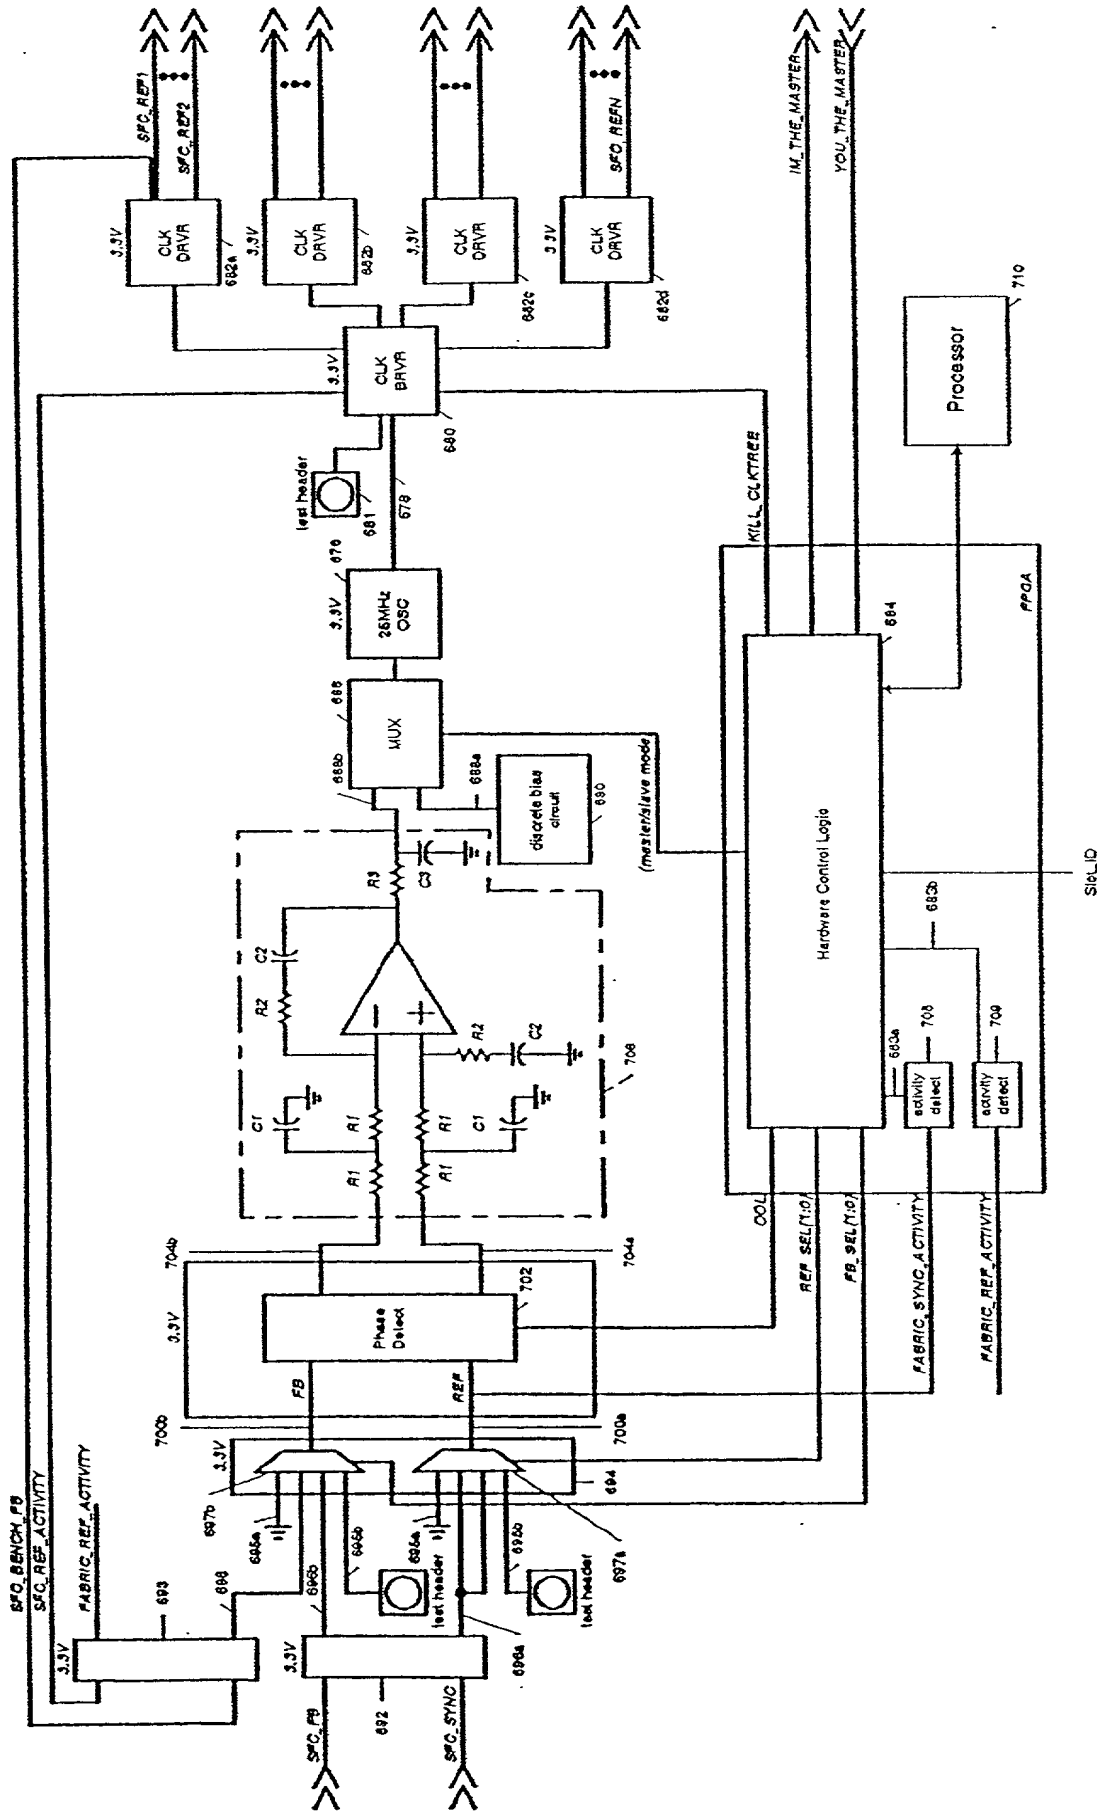 SFC_BENCH_FB
SFC_REF_ACTIVITY
FABRIC_REF_ACTIVITY
3.3V
693
698
SFC_FB
SFC_SYNC
692
3.3V
696b
696a
695a
695b
test header
695a
695b
test header
697b
697a
3.3V
694
700b
700a
FB
REF
3.3V
Phase
Detect
702
704b
704a
R1
C1
R1
R1
R1
C1
R2
C2
R2
C2
R3
C3
706
688b
688a
MUX
688
discrete bias
circuit
690
(master/slave mode)
3.3V
25MHz
OSC
676
678
test header
681
3.3V
CLK
DRVR
680
3.3V
CLK
DRVR
682a
SFC_REF1
SFC_REF2
3.3V
CLK
DRVR
682b
3.3V
CLK
DRVR
682c
3.3V
CLK
DRVR
682d
SFC_REFN
KILL_CLKTREE
IM_THE_MASTER
YOU_THE_MASTER
OOL
REF_SEL[1:0]
FB_SEL[1:0]
FABRIC_SYNC_ACTIVITY
FABRIC_REF_ACTIVITY
Hardware Control Logic
684
activity
detect
708
activity
detect
709
683a
683b
Slot_ID
FPGA
Processor
710